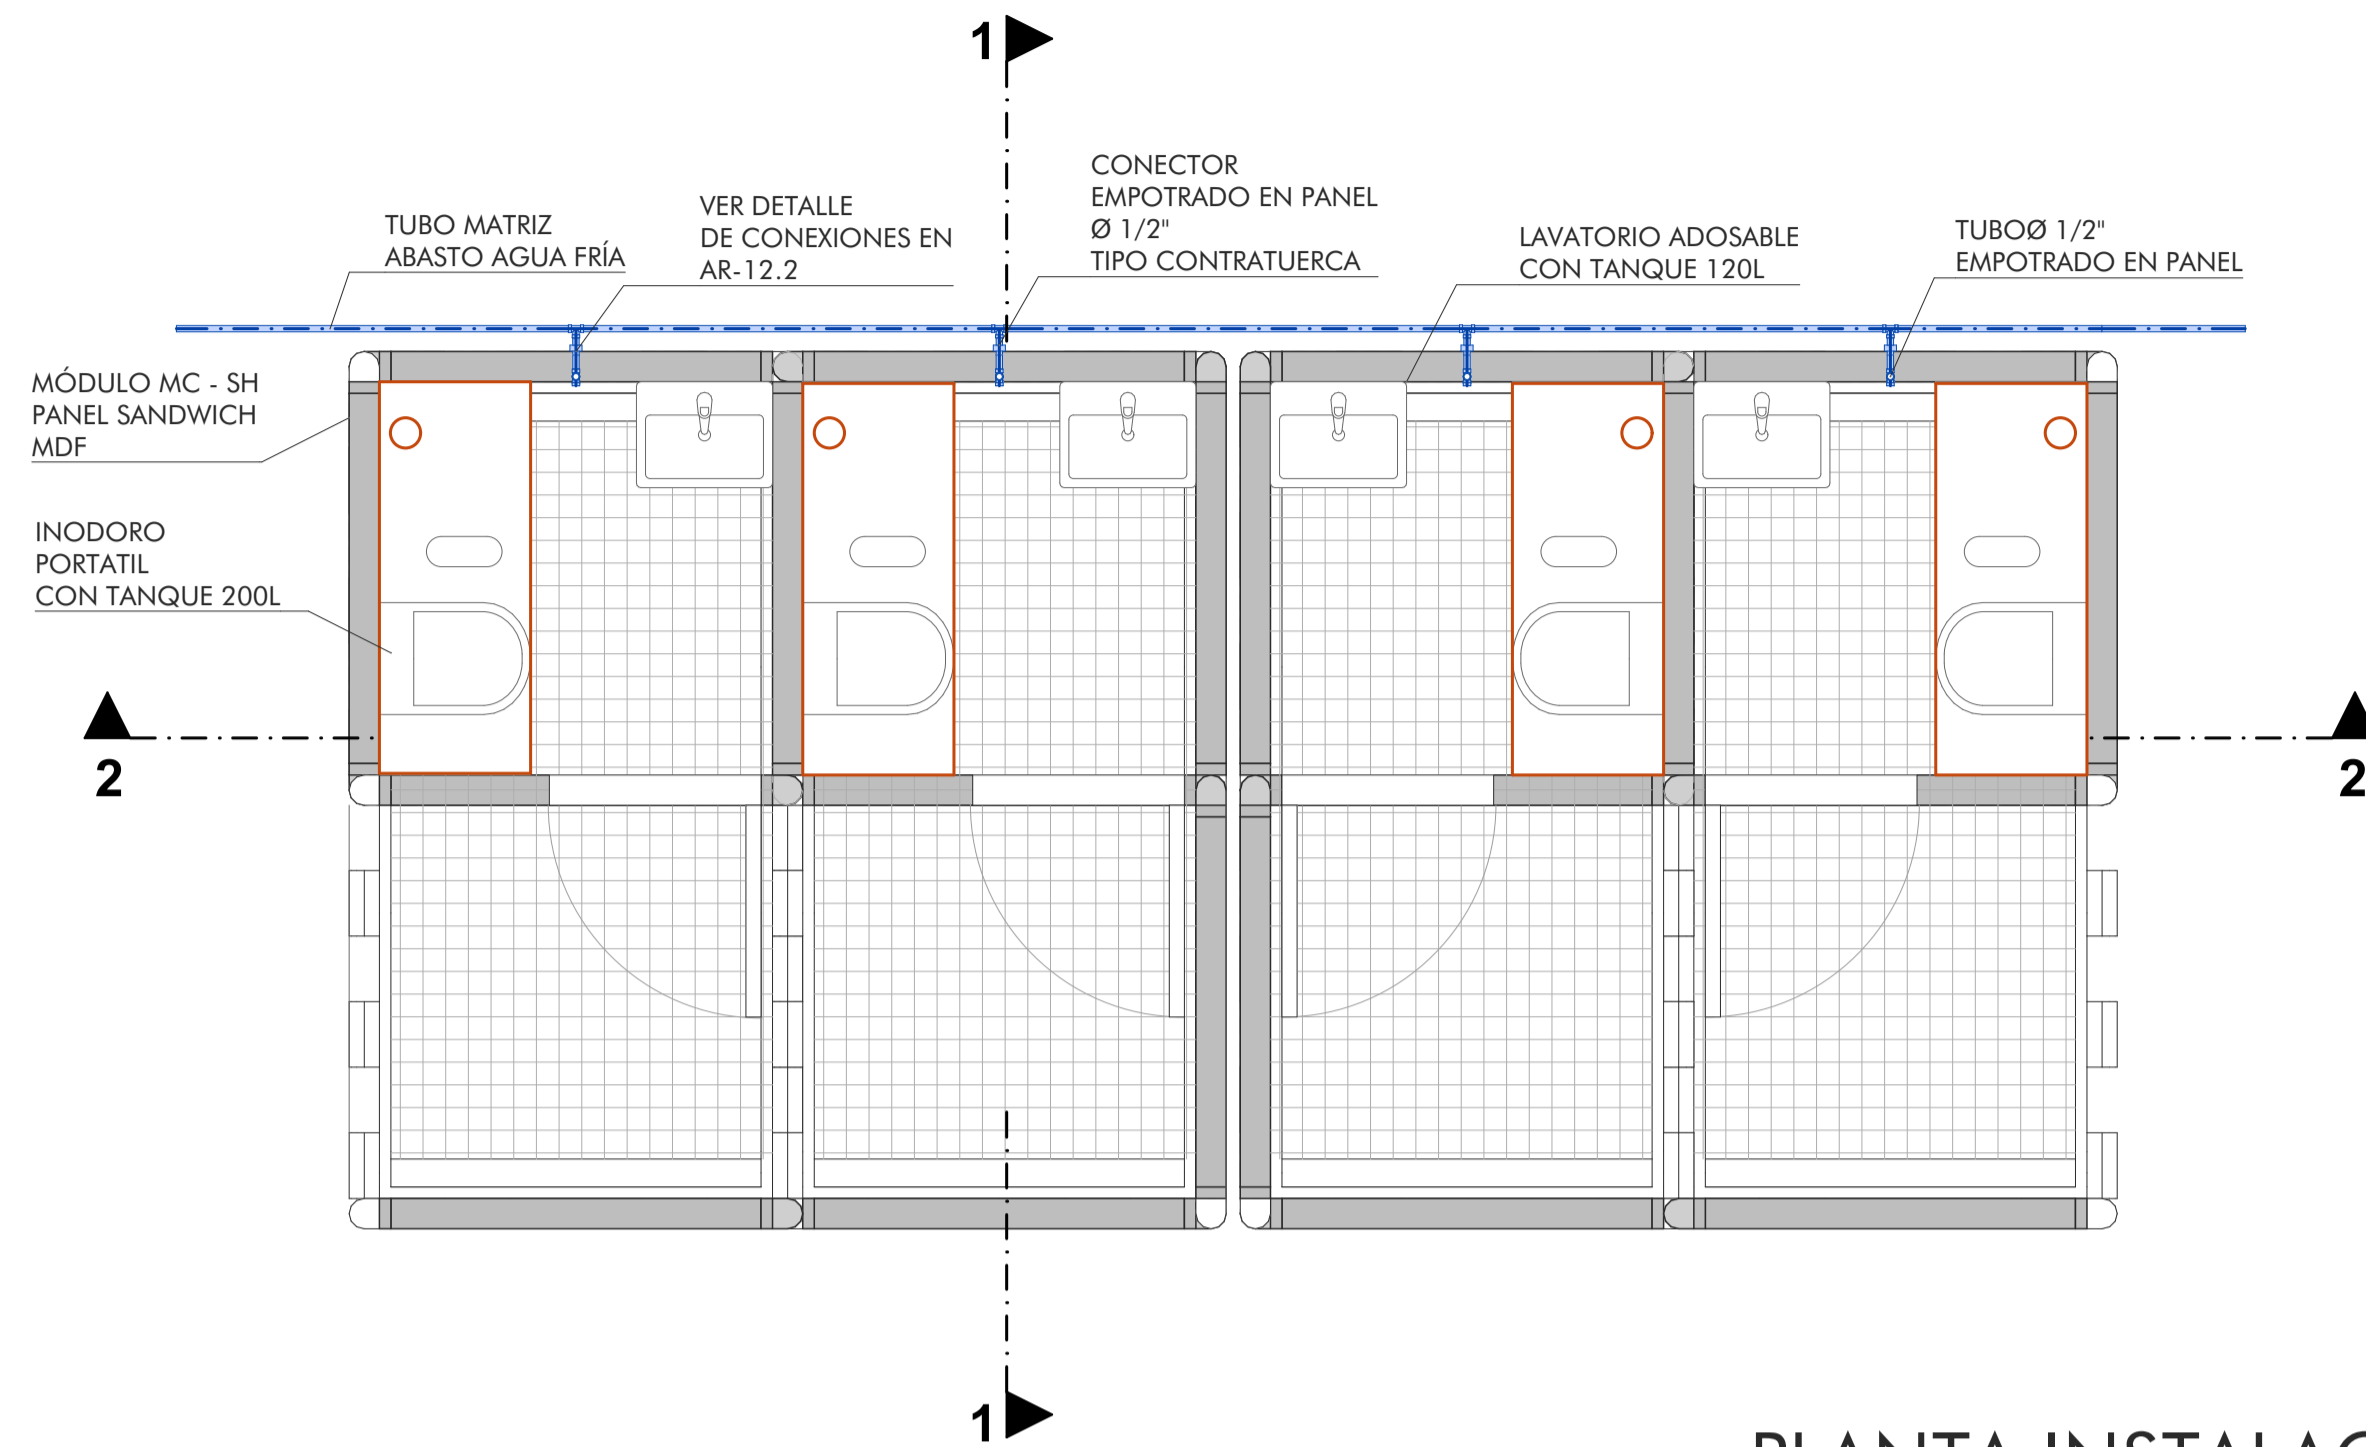 1
CONECTOR
EMPOTRADO EN PANEL
Ø 1/2"
TIPO CONTRATUERCA
VER DETALLE
DE CONEXIONES EN
AR-12.2
TUBO MATRIZ
ABASTO AGUA FRÍA
LAVATORIO ADOSABLE
CON TANQUE 120L
TUBOØ 1/2"
EMPOTRADO EN PANEL
MÓDULO MC - SH
PANEL SANDWICH
MDF
INODORO
PORTATIL
CON TANQUE 200L
2
2
1
PLANTA INSTALAC